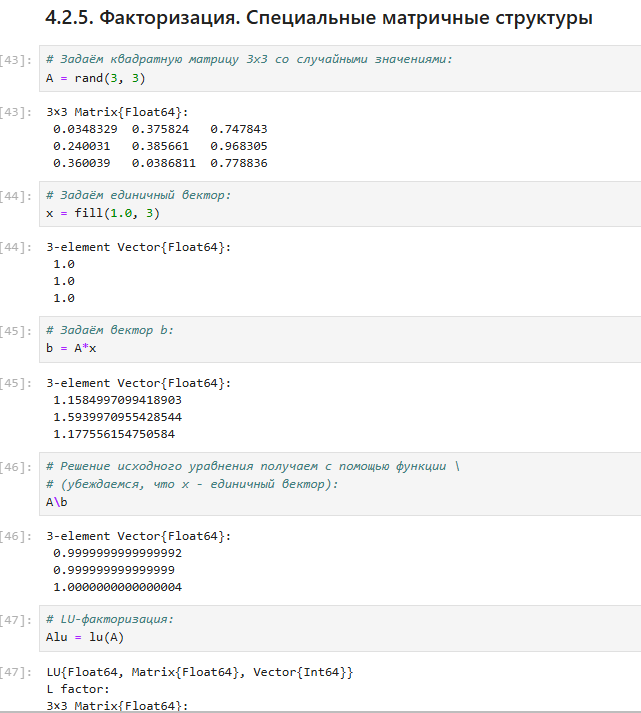 4.2.5. Факторизация. Специальные матричные структуры
[43]: # Задаём квадратную матрицу 3x3 со случайными значениями:
A = rand(3, 3)
[43]: 3×3 Matrix{Float64}:
0.0348329 0.375824 0.747843
0.240031 0.385661 0.968305
0.360039 0.0386811 0.778836
[44]: # Задаём единичный вектор:
x = fill(1.0, 3)
[44]: 3-element Vector{Float64}:
1.0
1.0
1.0
[45]: # Задаём вектор b:
b = A*x
[45]: 3-element Vector{Float64}:
1.1584997099418903
1.5939970955428544
1.177556154750584
[46]: # Решение исходного уравнения получаем с помощью функции \
# (убеждаемся, что x - единичный вектор):
A\b
[46]: 3-element Vector{Float64}:
0.9999999999999992
0.999999999999999
1.0000000000000004
[47]: # LU-факторизация:
Alu = lu(A)
[47]: LU{Float64, Matrix{Float64}, Vector{Int64}}
L factor:
3×3 Matrix{Float64}: